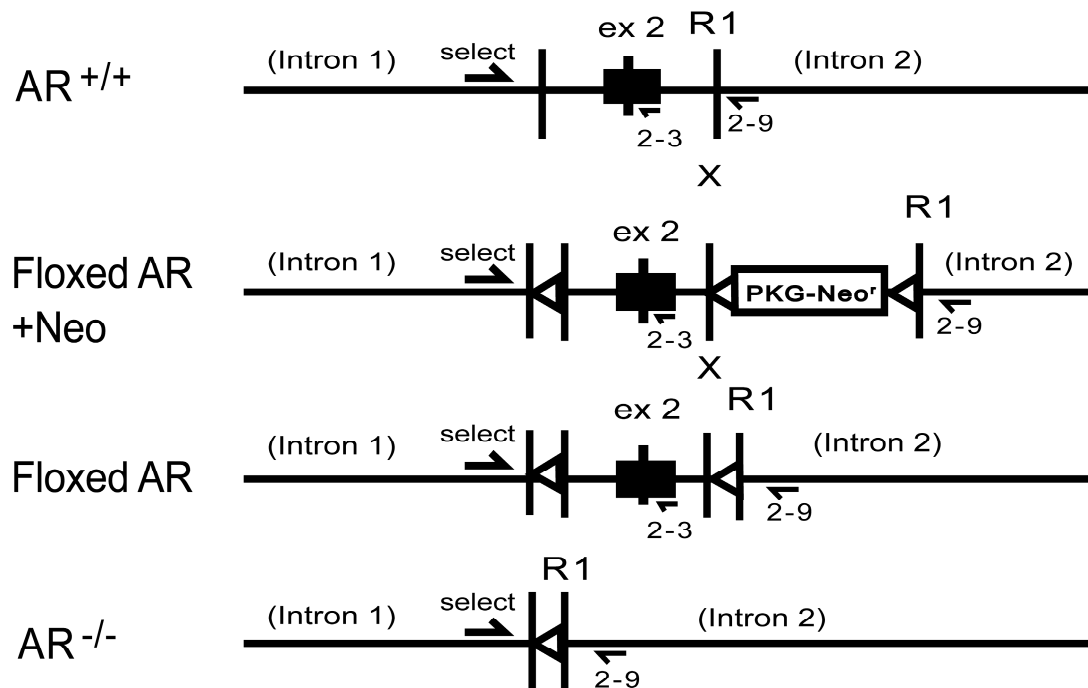 AR +/+
(Intron 1)
select
ex 2
R1
(Intron 2)
2-3
2-9
X
Floxed AR
+Neo
(Intron 1)
select
ex 2
PKG-Neor
R1
(Intron 2)
2-3
2-9
X
Floxed AR
(Intron 1)
select
ex 2
R1
(Intron 2)
2-3
2-9
AR -/-
(Intron 1)
select
R1
(Intron 2)
2-9